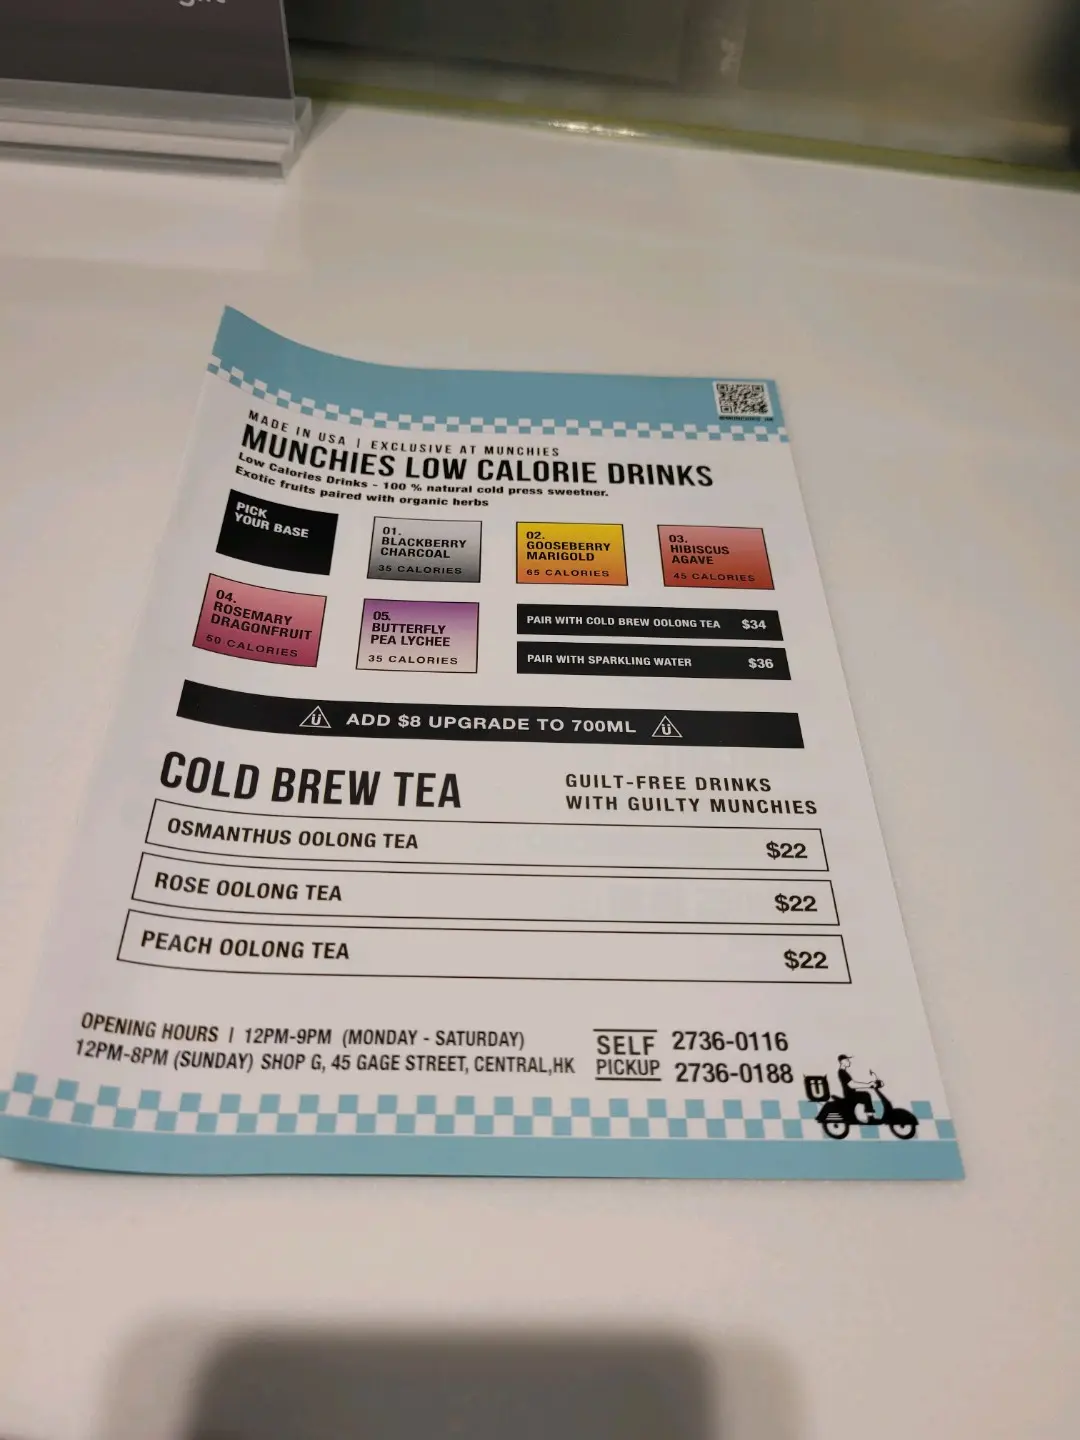 MADE IN USA | EXCLUSIVE AT MUNCHIES
MUNCHIES LOW CALORIE DRINKS
Low Calories Drinks - 100 % natural cold press sweetner.
Exotic fruits paired with organic herbs
PICK
YOUR BASE
01.
BLACKBERRY
CHARCOAL
35 CALORIES
02.
GOOSEBERRY
MARIGOLD
65 CALORIES
03.
HIBISCUS
AGAVE
45 CALORIES
04.
ROSEMARY
DRAGONFRUIT
50 CALORIES
05.
BUTTERFLY
PEA LYCHEE
35 CALORIES
PAIR WITH COLD BREW OOLONG TEA $34
PAIR WITH SPARKLING WATER $36
ADD $8 UPGRADE TO 700ML
COLD BREW TEA
GUILT-FREE DRINKS
WITH GUILTY MUNCHIES
OSMANTHUS OOLONG TEA $22
ROSE OOLONG TEA $22
PEACH OOLONG TEA $22
OPENING HOURS | 12PM-9PM (MONDAY - SATURDAY)
12PM-8PM (SUNDAY) SHOP G, 45 GAGE STREET, CENTRAL,HK
SELF
PICKUP
2736-0116
2736-0188